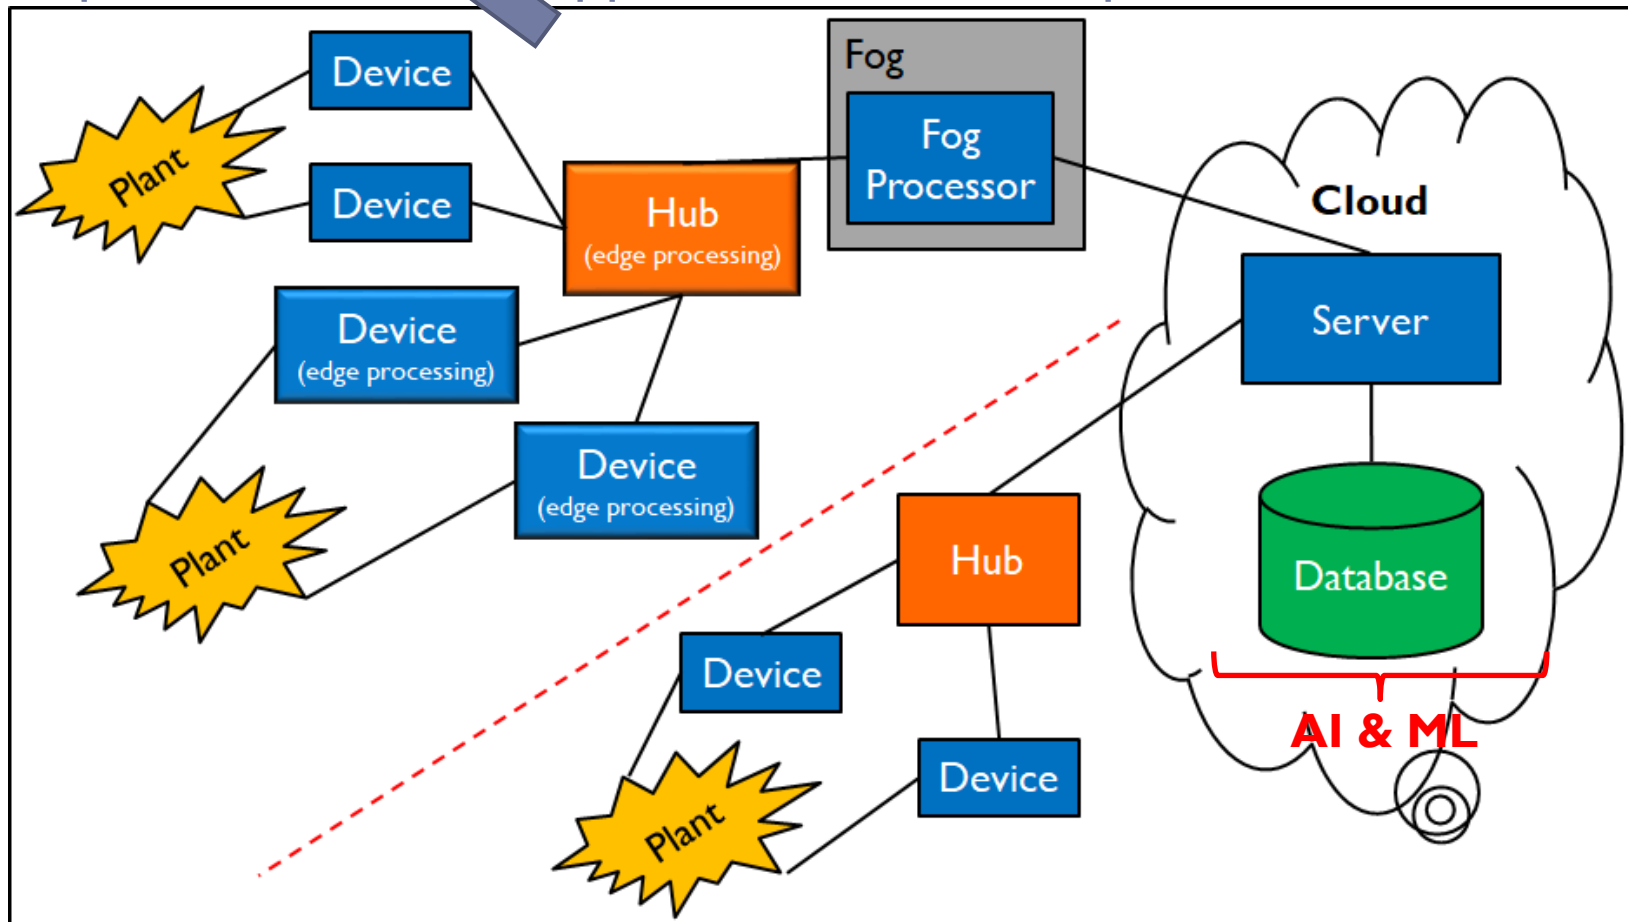 Device
Fog
Fog
Processor
Plant
Device
Hub
(edge processing)
Cloud
Device
(edge processing)
Server
Device
(edge processing)
Plant
Hub
Database
Device
AI & ML
Device
Plant